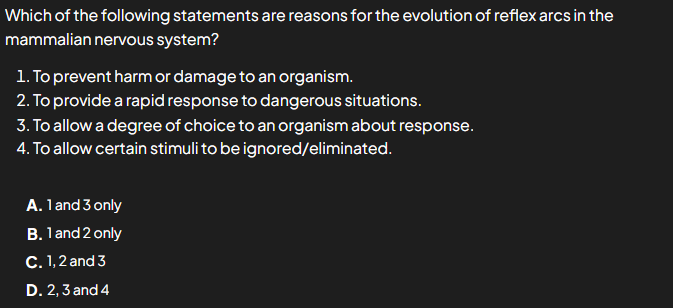 Which of the following statements are reasons for the evolution of reflex arcs in the
mammalian nervous system?
1. To prevent harm or damage to an organism.
2. To provide a rapid response to dangerous situations.
3. To allow a degree of choice to an organism about response.
4. To allow certain stimuli to be ignored/eliminated.
A. 1 and 3 only
B. 1 and 2 only
C. 1, 2 and 3
D. 2, 3 and 4